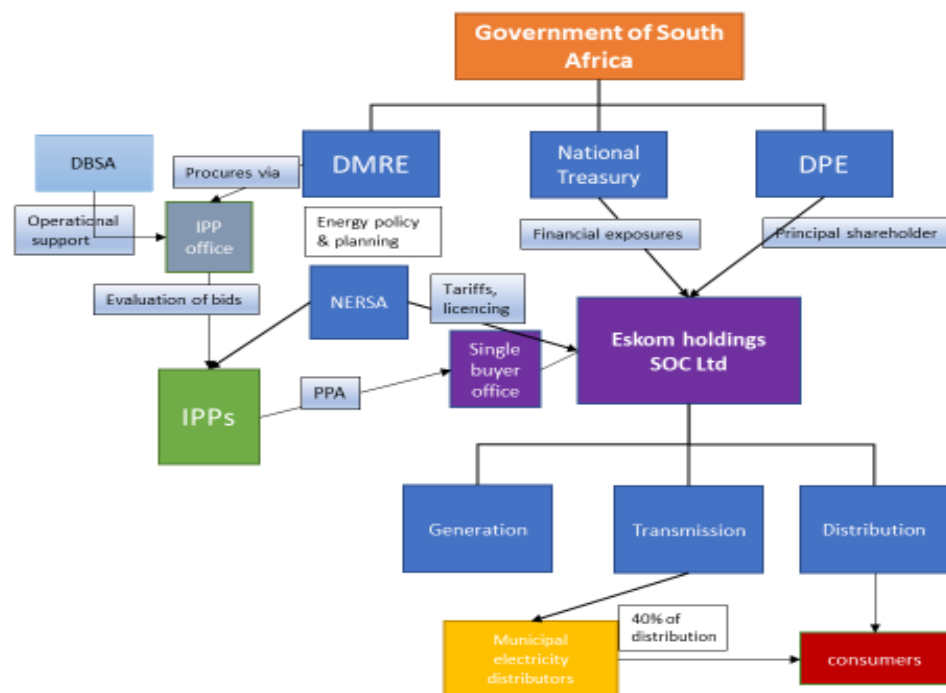 Government of South
Africa
DBSA
Procures via
DMRE
National
Treasury
DPE
Operational
support
IPP
office
Energy policy
& planning
Financial exposures
Principal shareholder
Evaluation of bids
NERSA
Tariffs,
licencing
Eskom holdings
SOC Ltd
Single
buyer
office
PPA
IPPs
Generation
Transmission
Distribution
40% of
distribution
Municipal
electricity
distributors
consumers